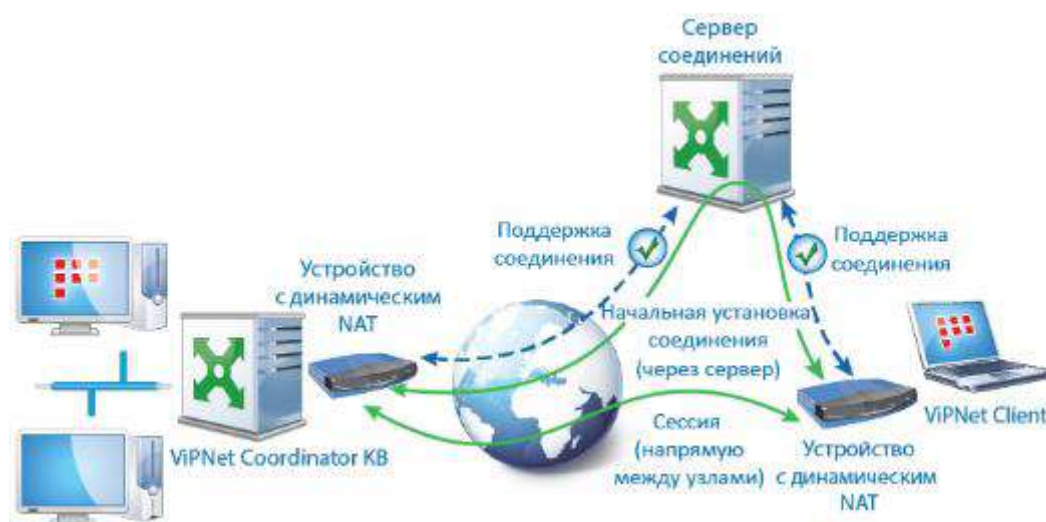 Сервер
соединений
Поддержка
соединения
Поддержка
соединения
Устройство
с динамическим
NAT
Начальная установка
соединения
(через сервер)
ViPNet Client
ViPNet Coordinator КВ
Сессия
(напрямую
между узлами)
Устройство
с динамическим
NAT